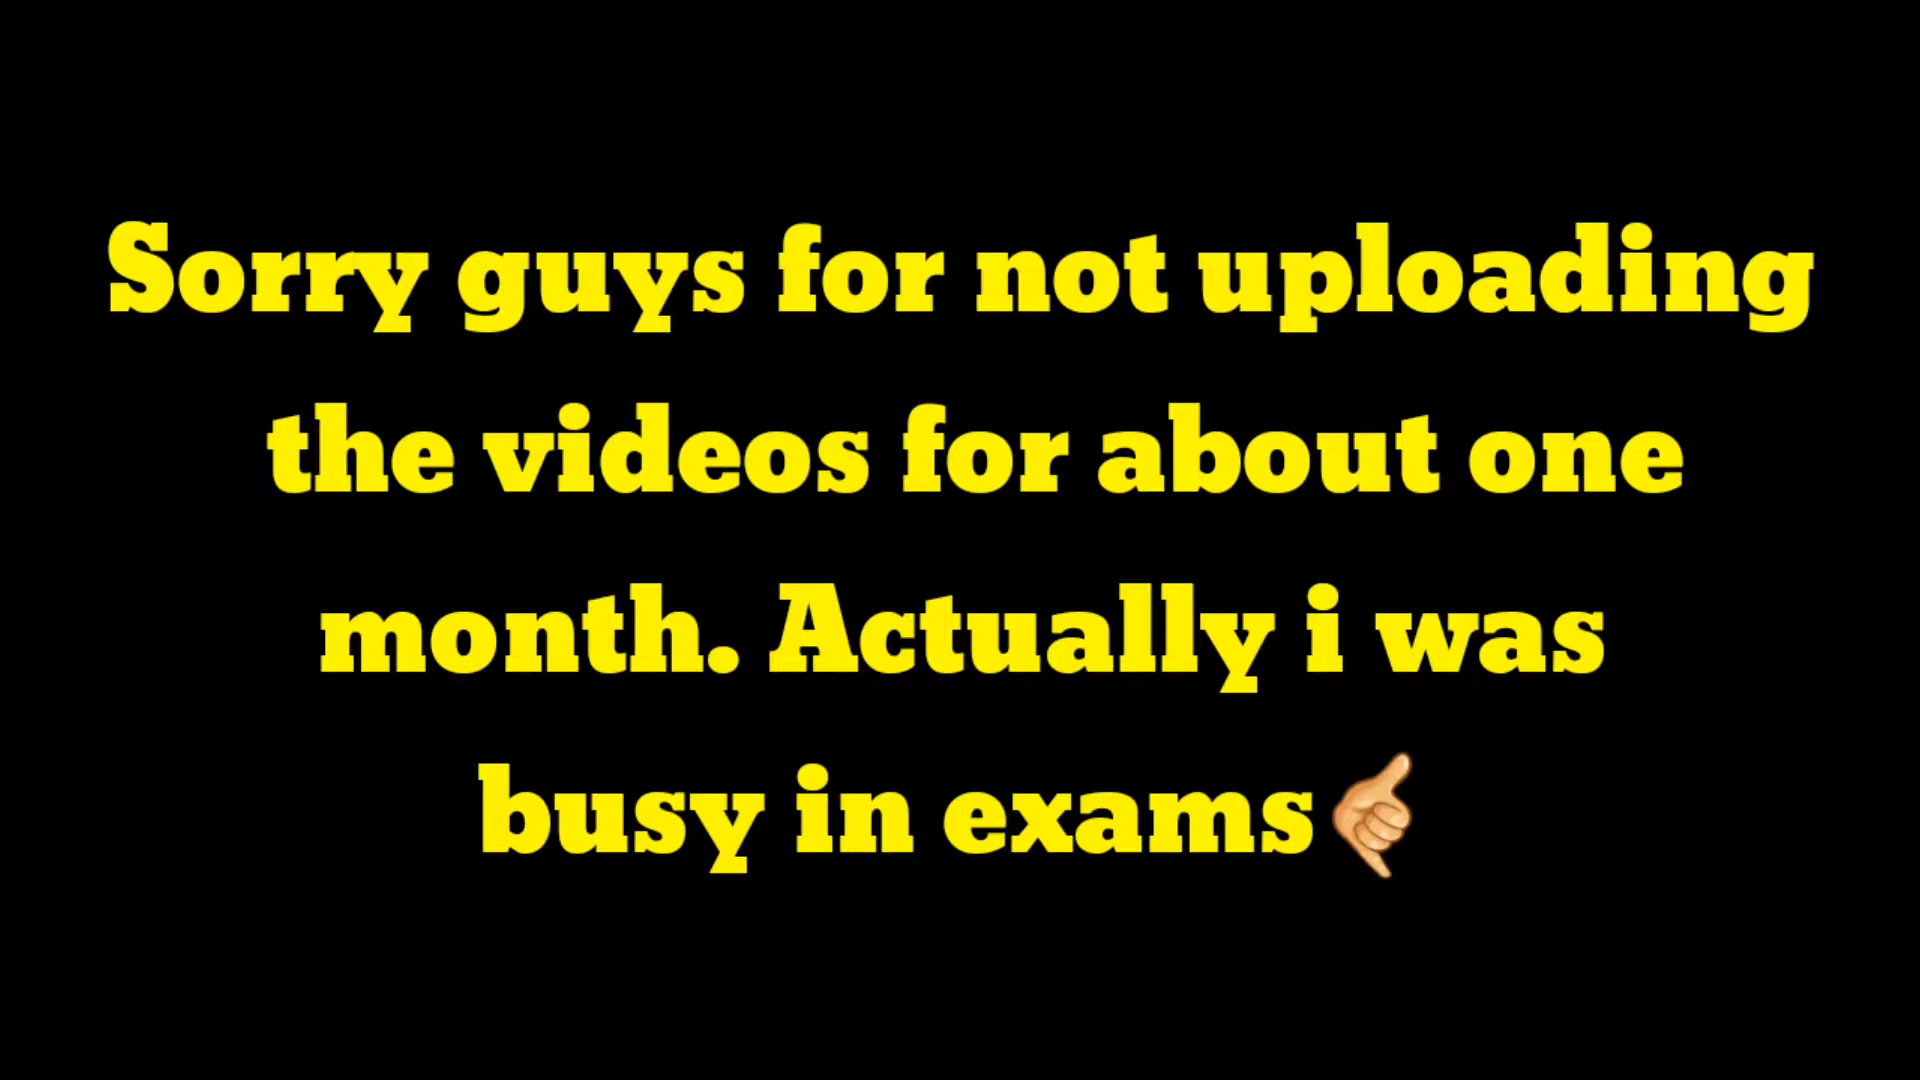 Sorry guys for not uploading
the videos for about one
month. Actually i was
busy in exams🤙